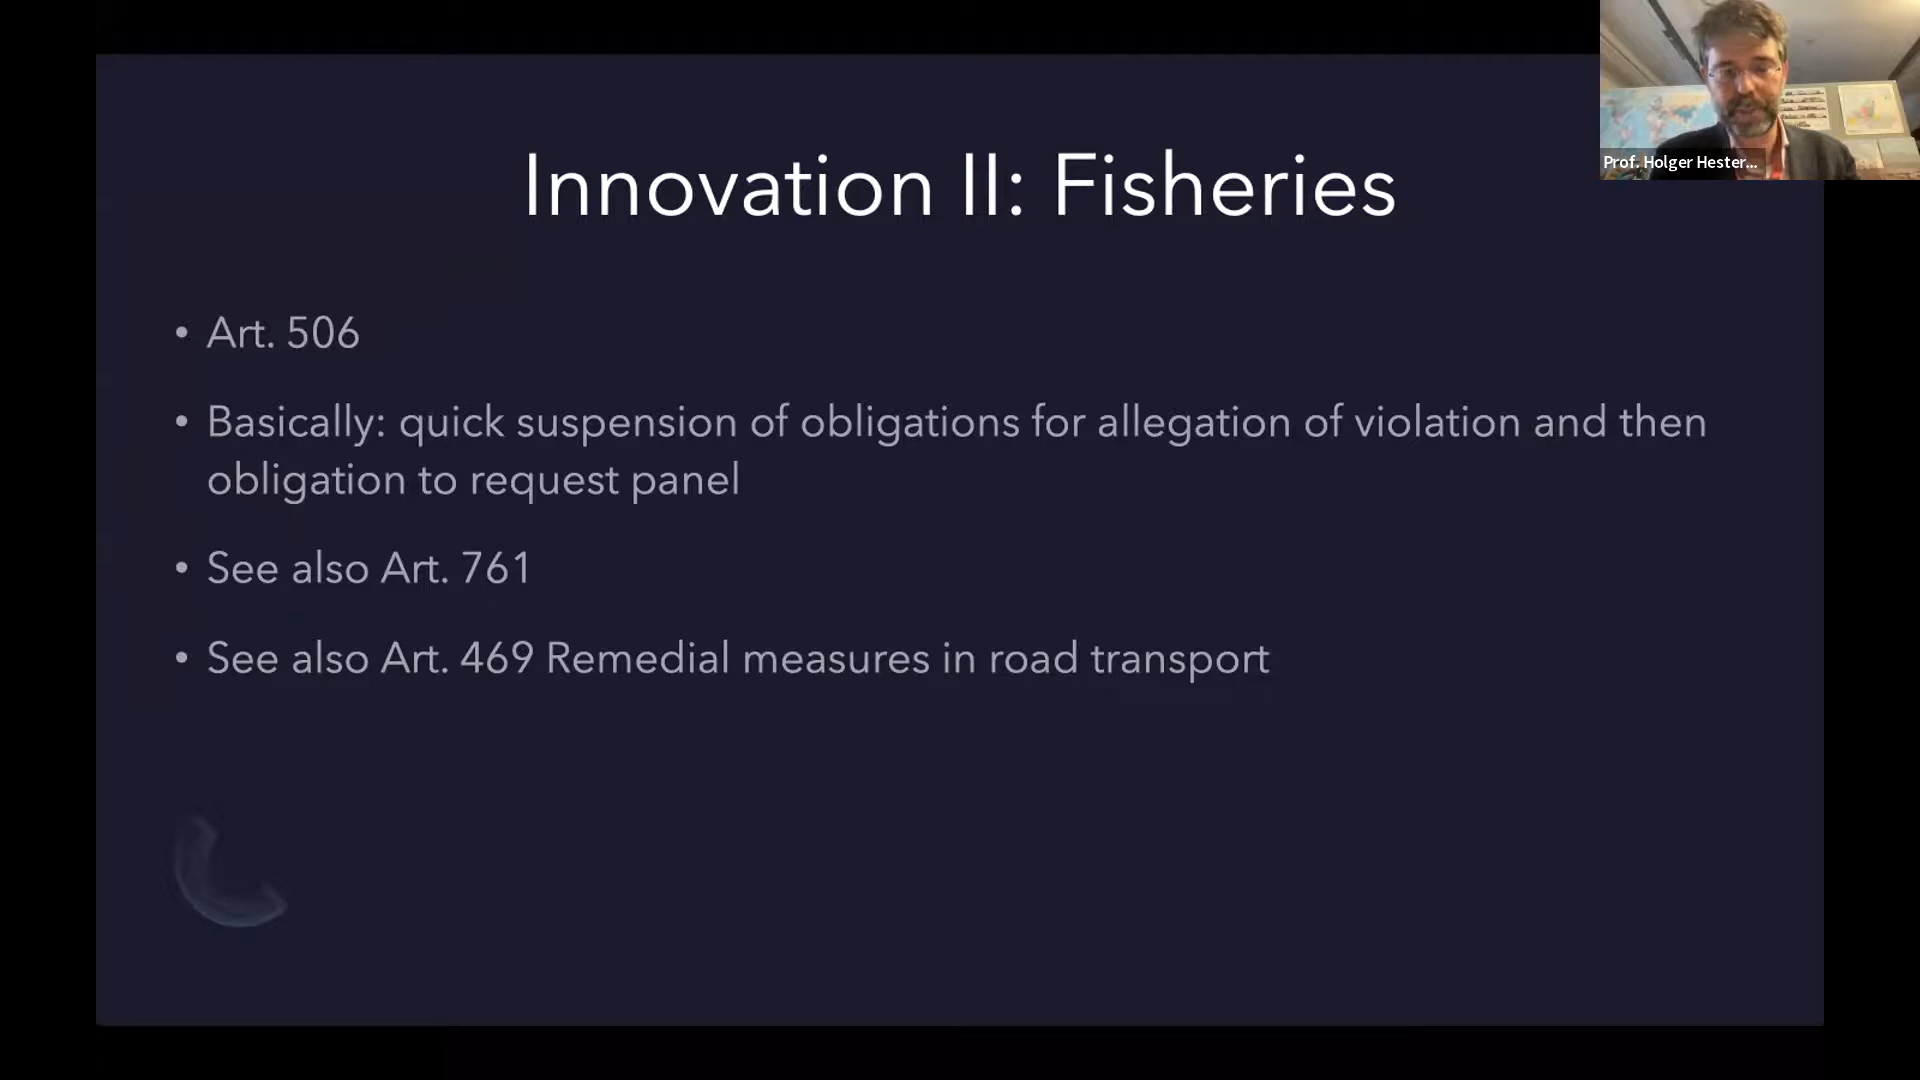 Innovation II: Fisheries
• Art. 506
• Basically: quick suspension of obligations for allegation of violation and then
obligation to request panel
• See also Art. 761
• See also Art. 469 Remedial measures in road transport
Prof. Holger Hester...